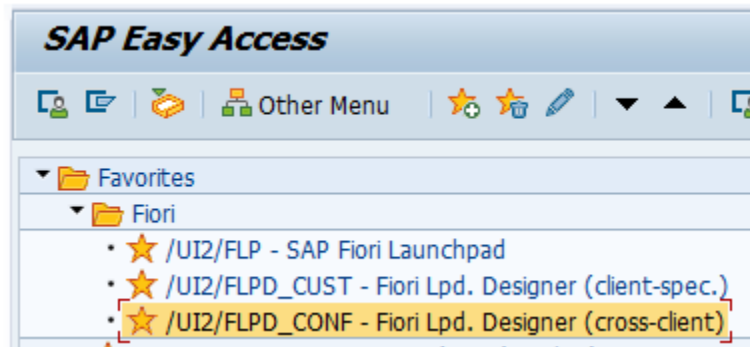 SAP Easy Access
Other Menu
Favorites
Fiori
/UI2/FLP - SAP Fiori Launchpad
/UI2/FLPD_CUST - Fiori Lpd. Designer (client-spec.)
/UI2/FLPD_CONF - Fiori Lpd. Designer (cross-client)